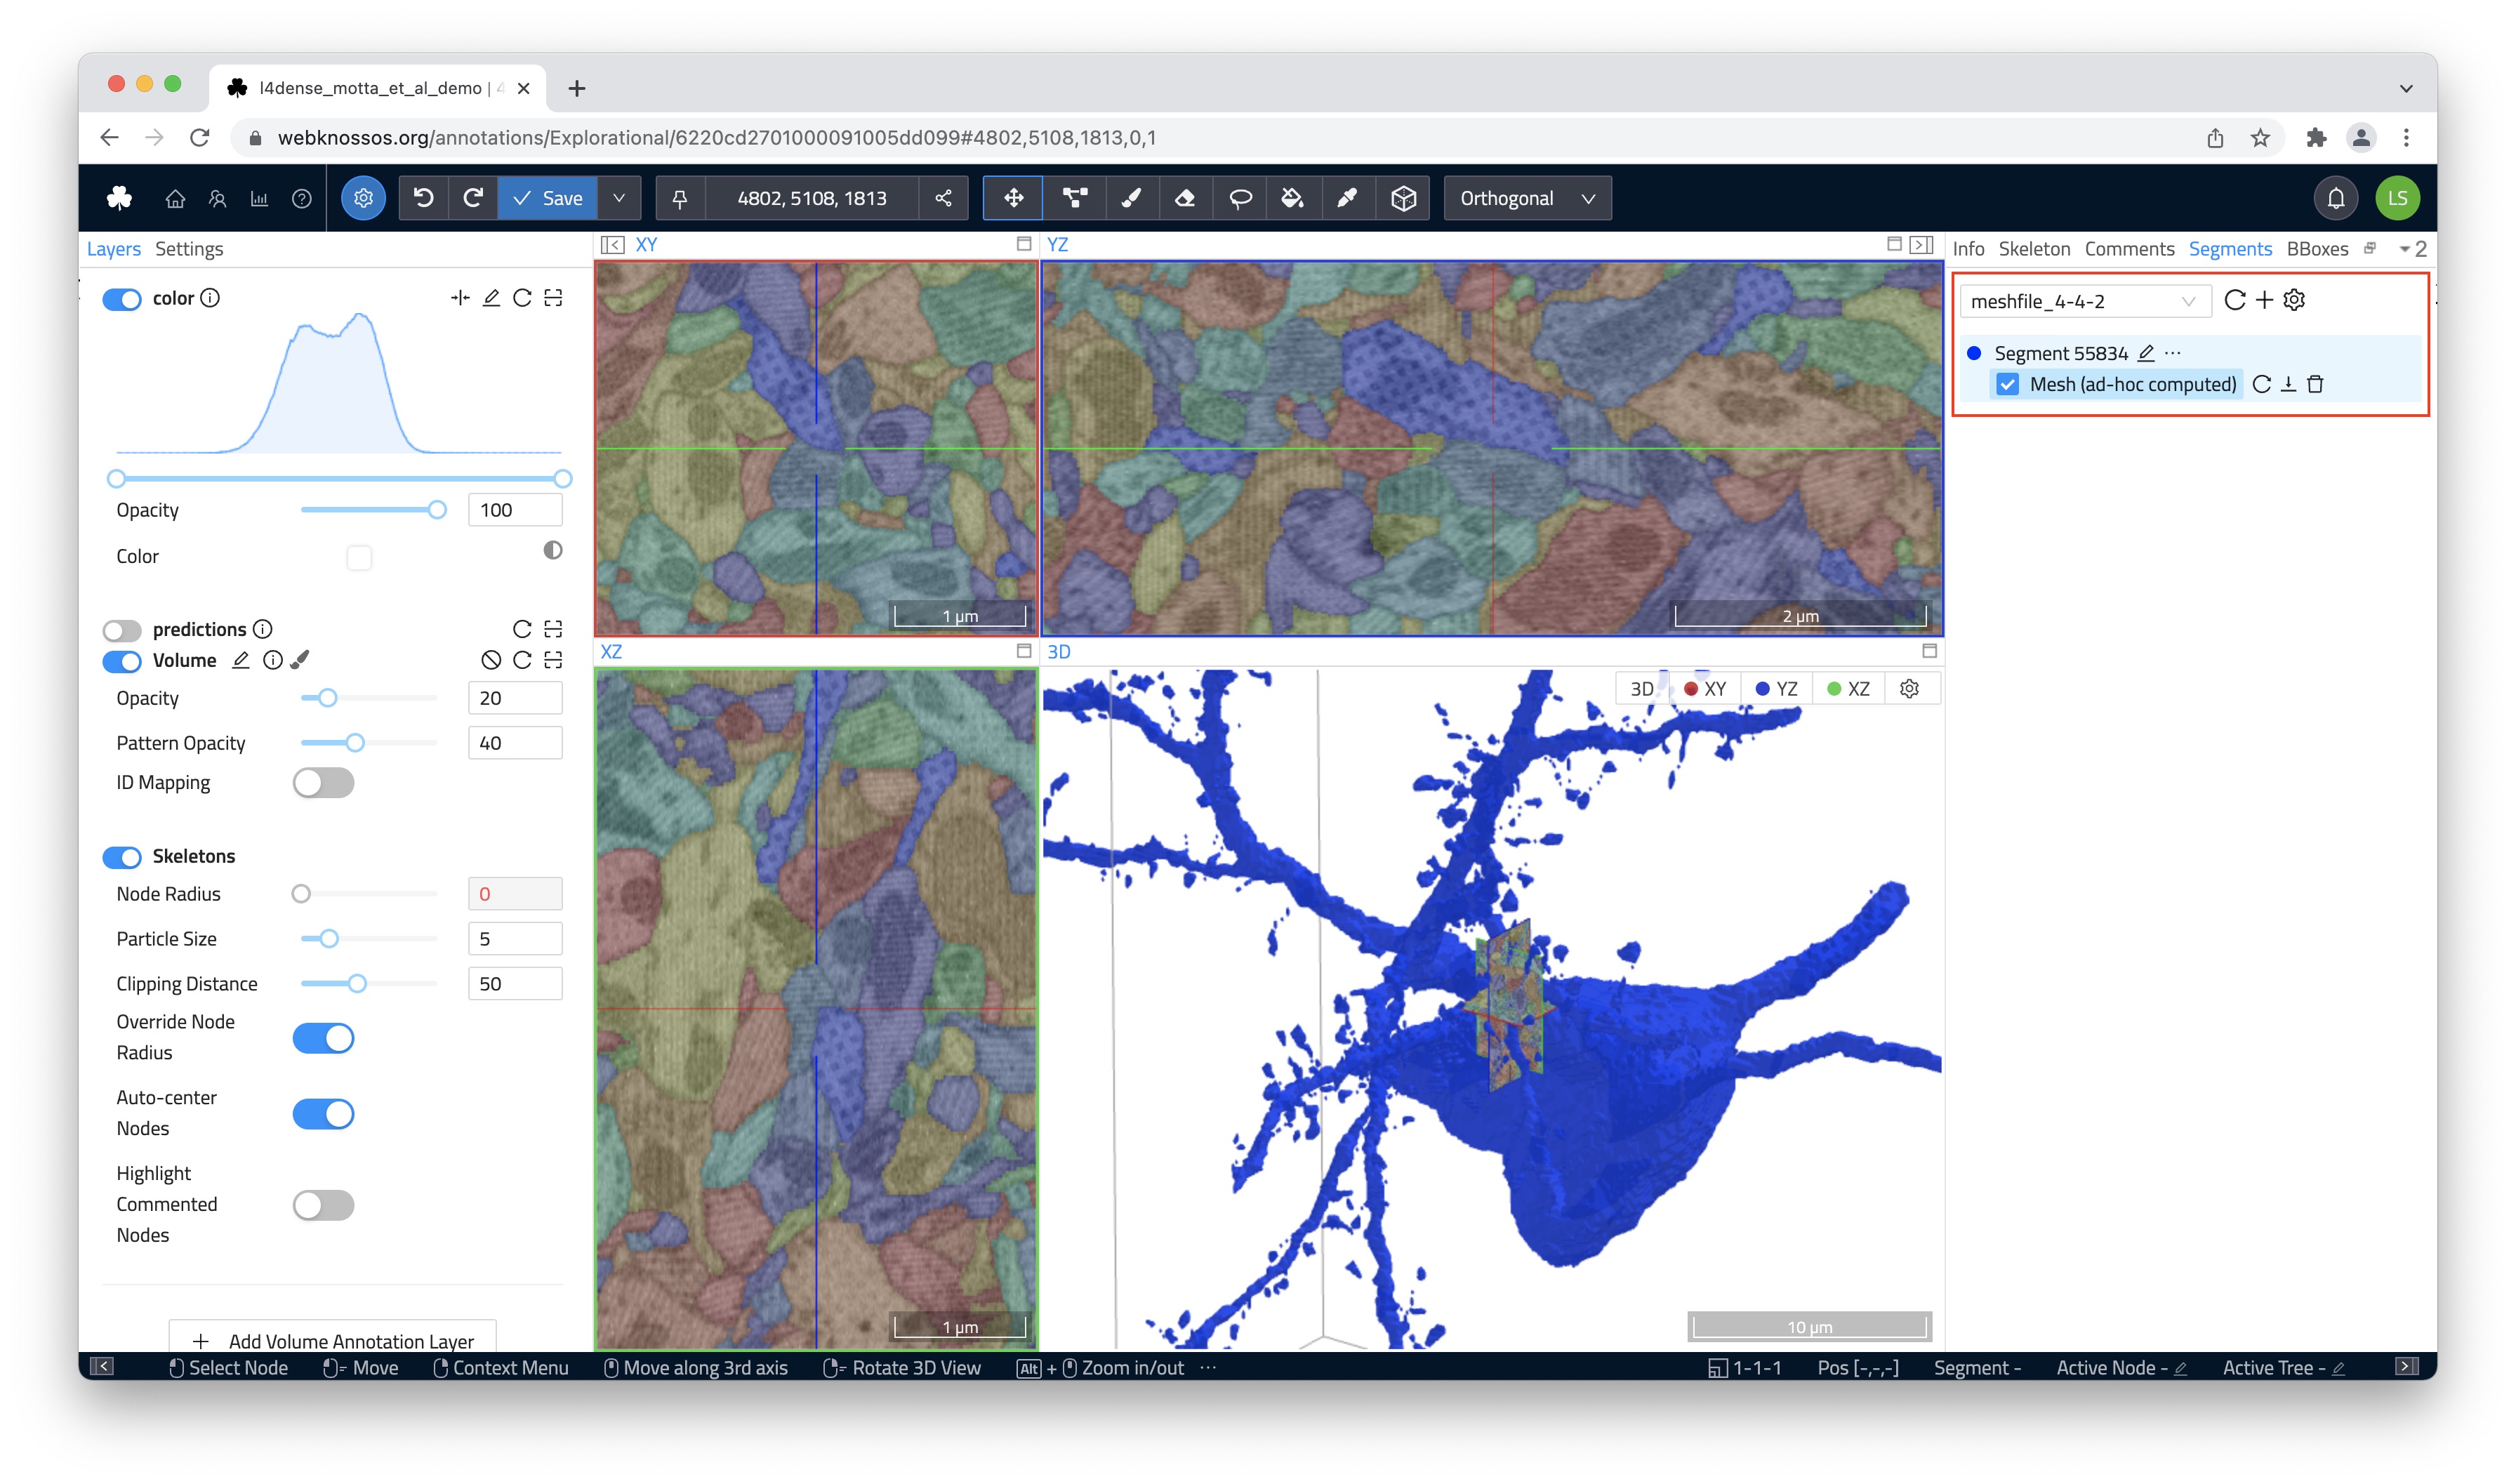 l4dense_motta_et_al_demo | 4
webknossos.org/annotations/Explorational/6220cd2701000091005dd099#4802,5108,1813,0,1
Save
4802, 5108, 1813
Orthogonal
LS
Layers Settings
color
Opacity 100
Color
predictions
Volume
Opacity 20
Pattern Opacity 40
ID Mapping
Skeletons
Node Radius 0
Particle Size 5
Clipping Distance 50
Override Node
Radius
Auto-center
Nodes
Highlight
Commented
Nodes
+ Add Volume Annotation Layer
XY
1 µm
YZ
2 µm
XZ
1 µm
3D
3D XY YZ XZ
10 µm
Info Skeleton Comments Segments BBoxes 2
meshfile_4-4-2
Segment 55834 ···
Mesh (ad-hoc computed)
Select Node Move Context Menu Move along 3rd axis Rotate 3D View Alt + Zoom in/out ··· 1-1-1 Pos [-,-,-] Segment - Active Node - Active Tree -